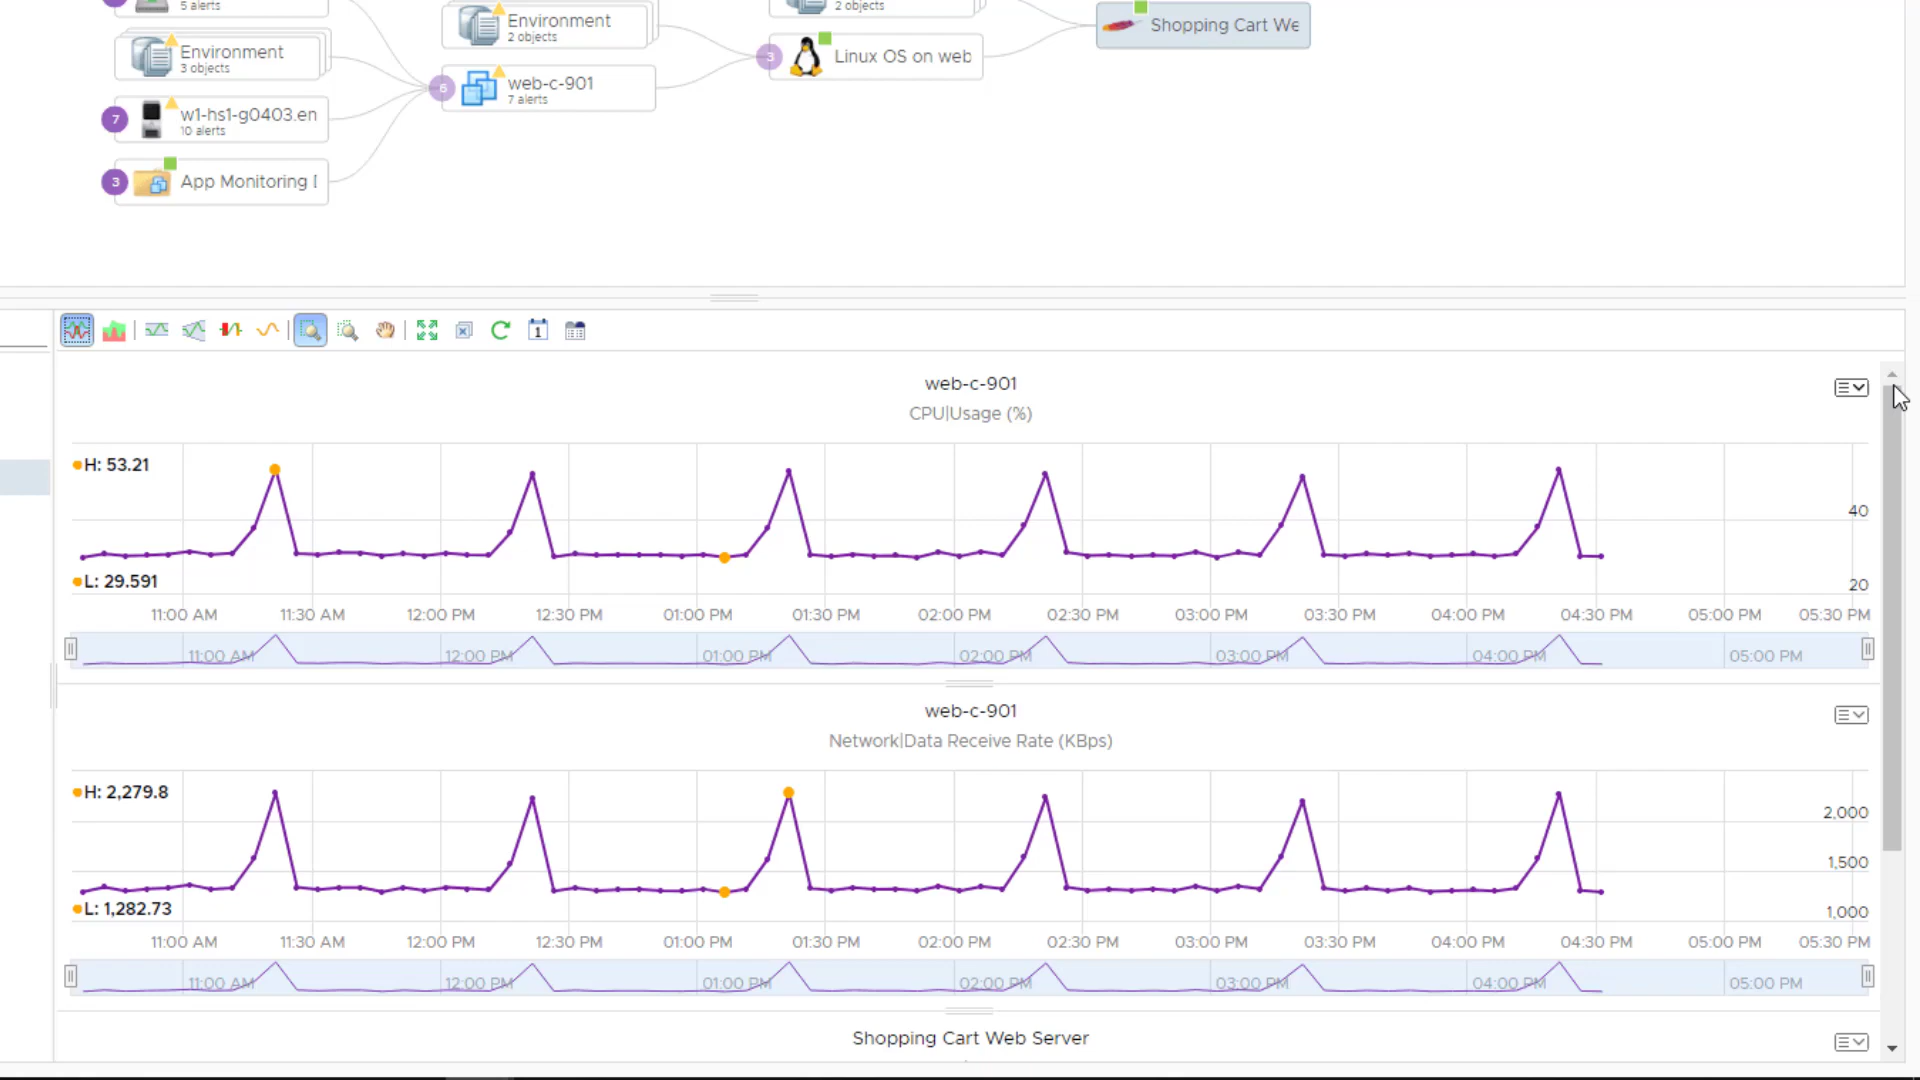 5 alerts
Environment
2 objects
2 objects
Shopping Cart We
Environment
3 objects
3
Linux OS on web
6
web-c-901
7 alerts
7
w1-hs1-g0403.en
10 alerts
3
App Monitoring [
1
web-c-901
CPU|Usage (%)
H: 53.21
40
L: 29.591
20
11:00 AM 11:30 AM 12:00 PM 12:30 PM 01:00 PM 01:30 PM 02:00 PM 02:30 PM 03:00 PM 03:30 PM 04:00 PM 04:30 PM 05:00 PM 05:30 PM
11:00 AM 12:00 PM 01:00 PM 02:00 PM 03:00 PM 04:00 PM 05:00 PM
web-c-901
Network|Data Receive Rate (KBps)
H: 2,279.8
2,000
1,500
L: 1,282.73
1,000
11:00 AM 11:30 AM 12:00 PM 12:30 PM 01:00 PM 01:30 PM 02:00 PM 02:30 PM 03:00 PM 03:30 PM 04:00 PM 04:30 PM 05:00 PM 05:30 PM
11:00 AM 12:00 PM 01:00 PM 02:00 PM 03:00 PM 04:00 PM 05:00 PM
Shopping Cart Web Server